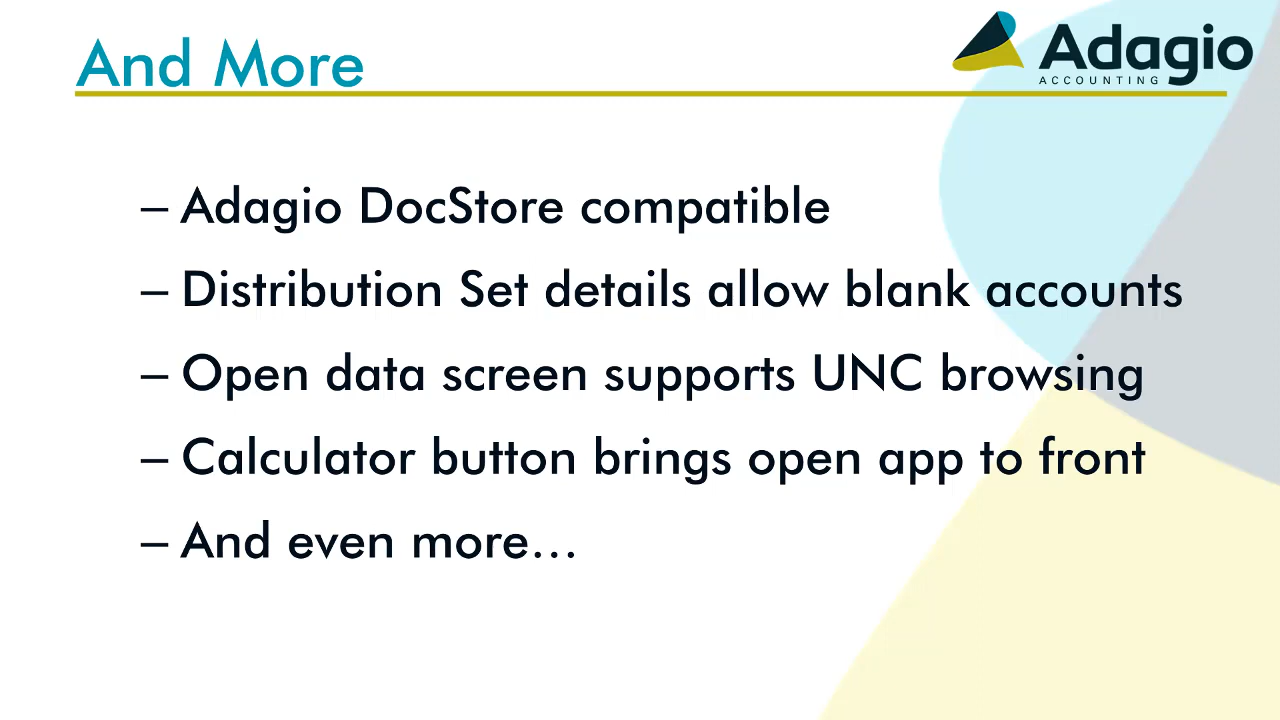 And More
Adagio
ACCOUNTING
– Adagio DocStore compatible
– Distribution Set details allow blank accounts
– Open data screen supports UNC browsing
– Calculator button brings open app to front
– And even more…